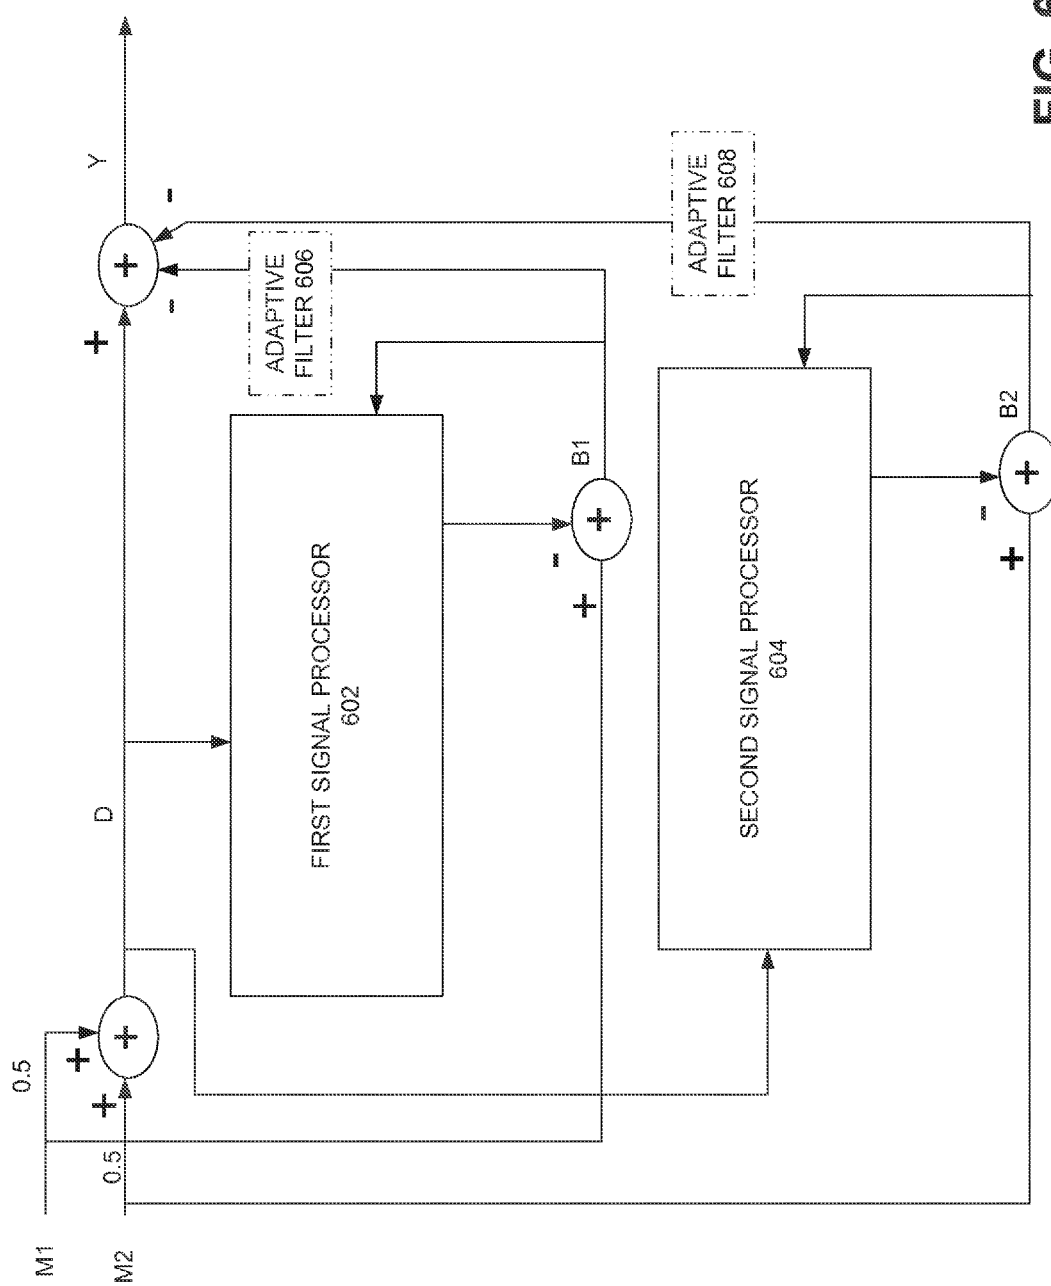 M1
0.5
M2
0.5
D
Y
FIRST SIGNAL PROCESSOR
602
ADAPTIVE
FILTER 606
B1
SECOND SIGNAL PROCESSOR
604
ADAPTIVE
FILTER 608
B2
FIG